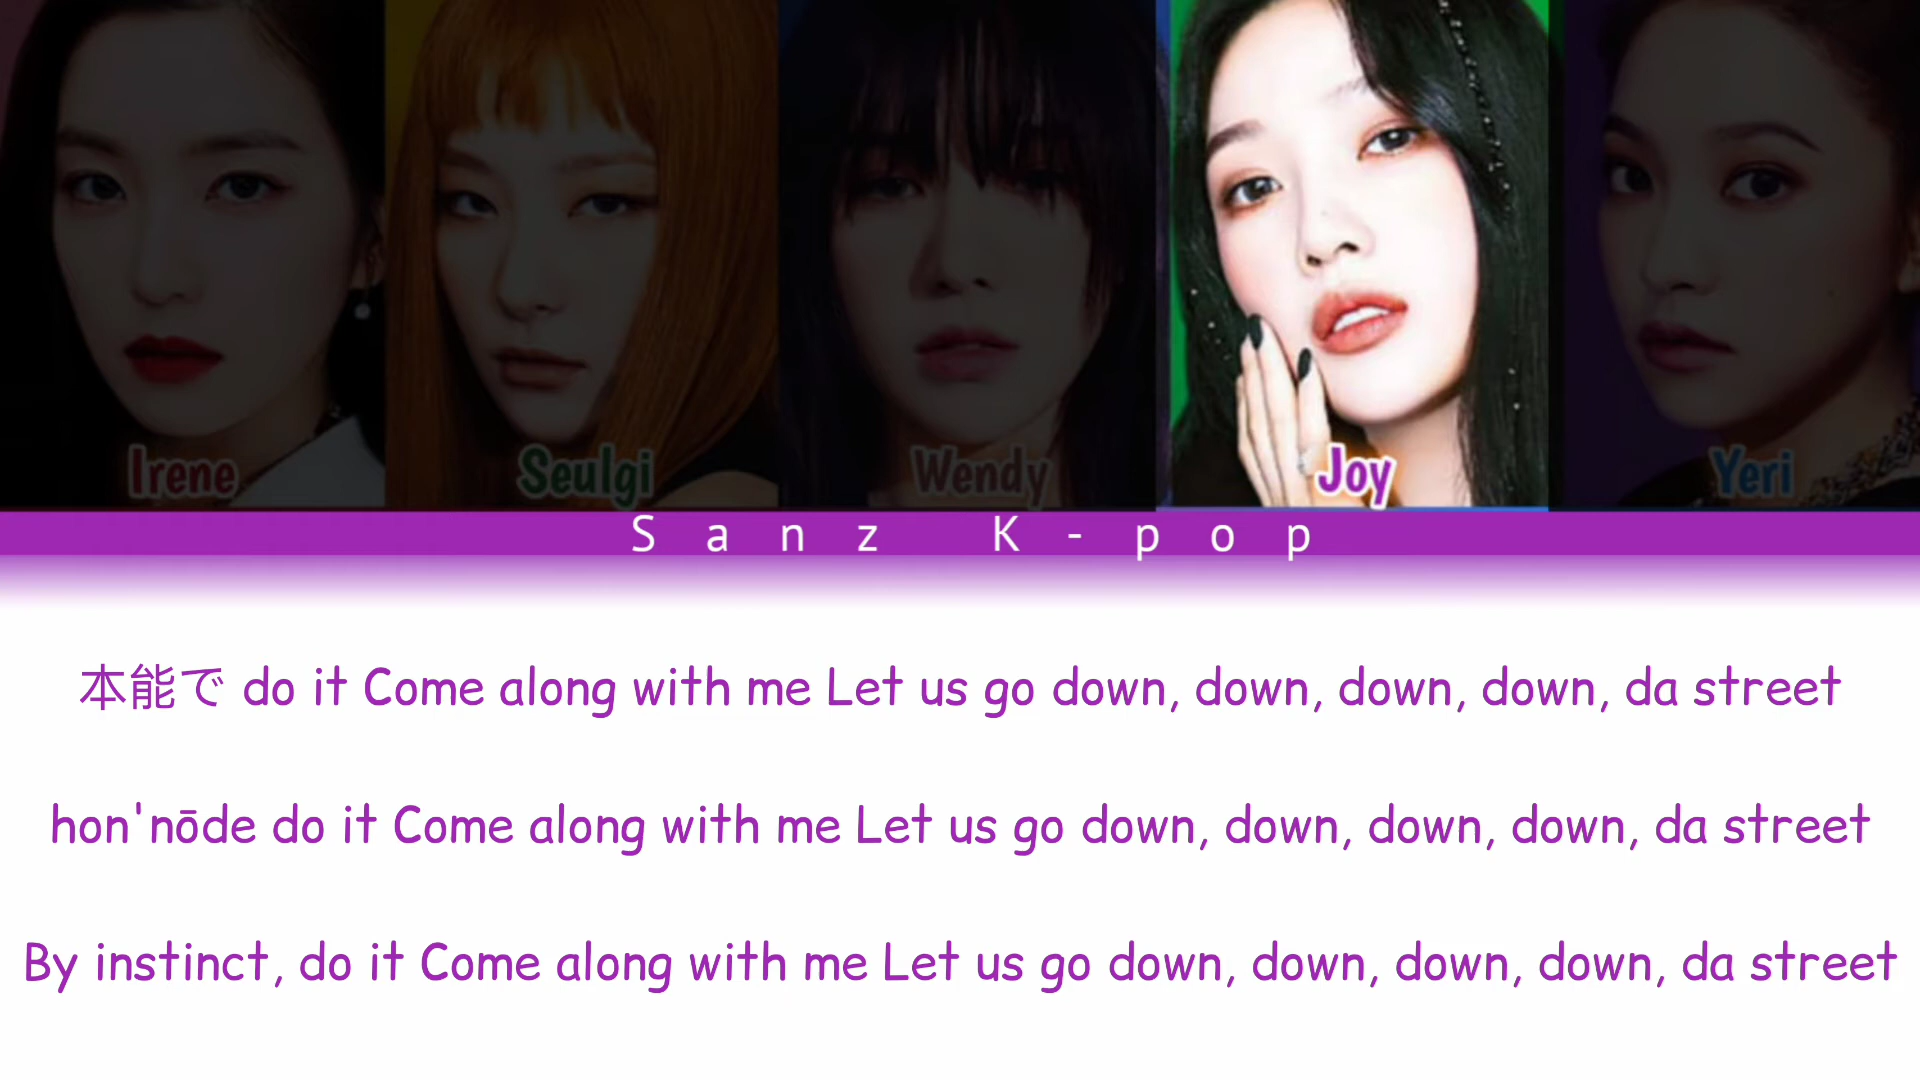 Irene Seulgi Wendy Joy Yeri
Sanz K-pop
本能で do it Come along with me Let us go down, down, down, down, da street
hon'nōde do it Come along with me Let us go down, down, down, down, da street
By instinct, do it Come along with me Let us go down, down, down, down, da street